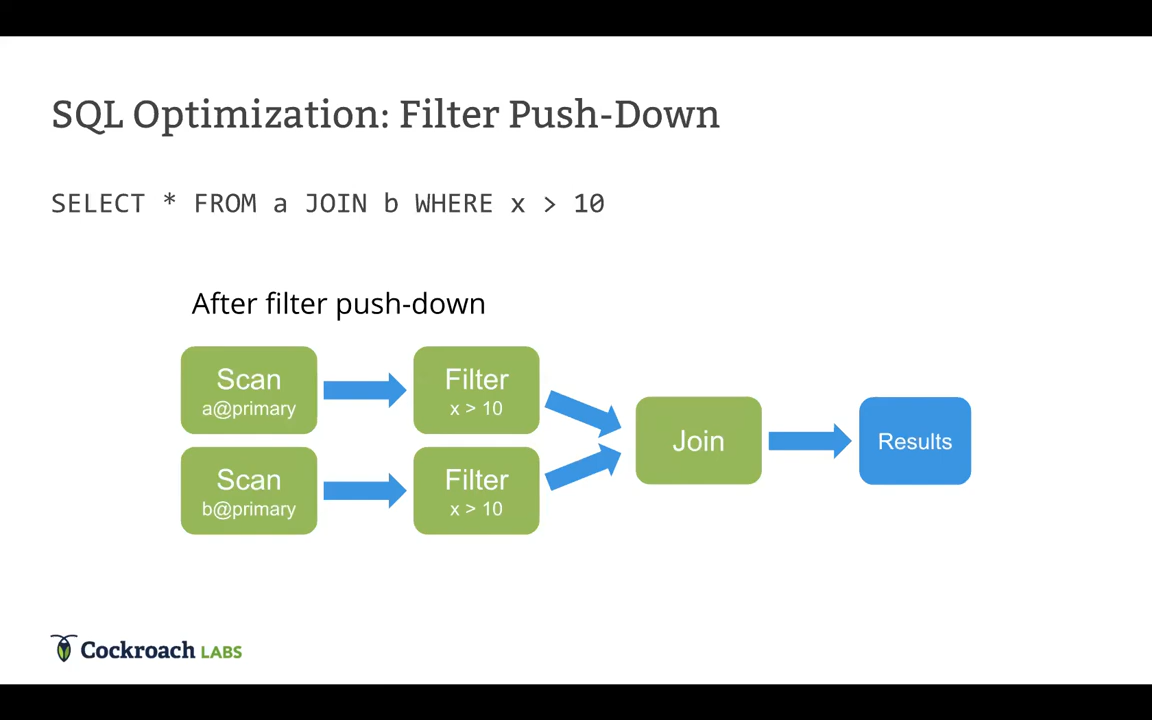 SQL Optimization: Filter Push-Down
SELECT * FROM a JOIN b WHERE x > 10
After filter push-down
Scan
a@primary
Filter
x > 10
Scan
b@primary
Filter
x > 10
Join
Results
Cockroach LABS